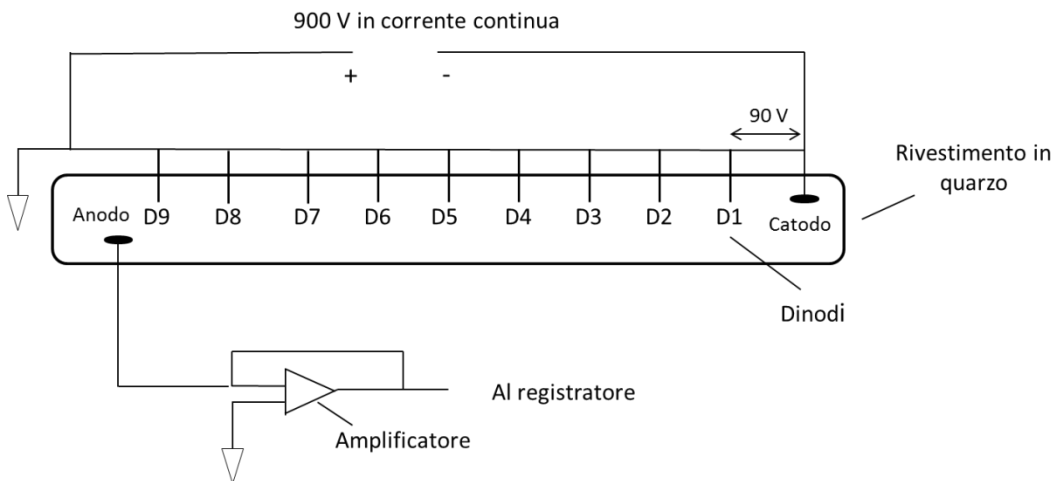 900 V in corrente continua
+ -
90 V
Rivestimento in
quarzo
Anodo D9 D8 D7 D6 D5 D4 D3 D2 D1 Catodo
Dinodi
Al registratore
Amplificatore